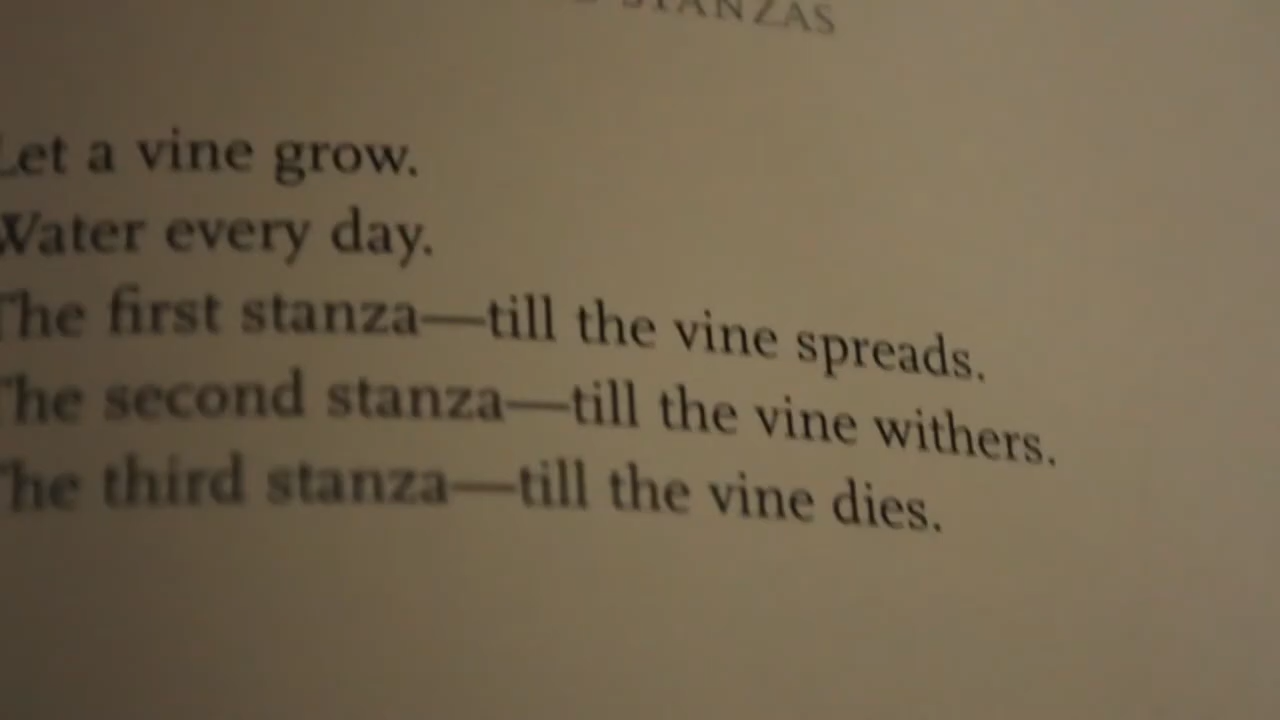 STANZAS
Let a vine grow.
Water every day.
The first stanza—till the vine spreads.
The second stanza—till the vine withers.
The third stanza—till the vine dies.